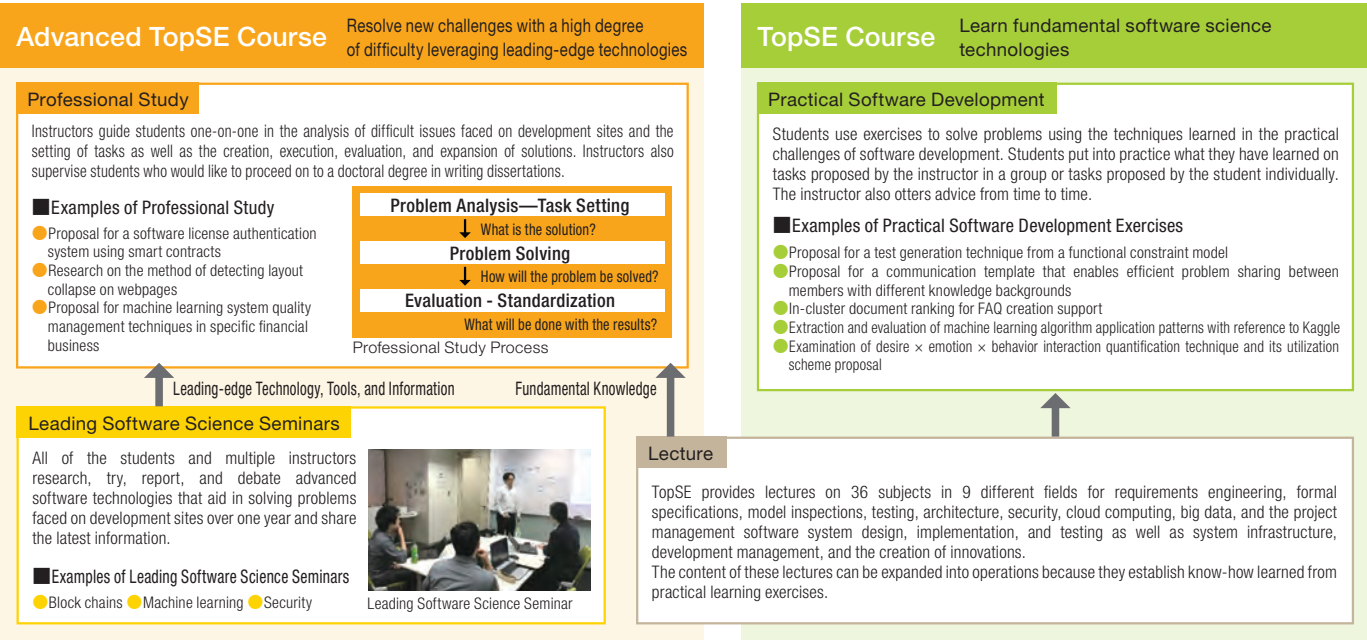 Advanced TopSE Course
Resolve new challenges with a high degree
of difficulty leveraging leading-edge technologies
Professional Study
Instructors guide students one-on-one in the analysis of difficult issues faced on development sites and the
setting of tasks as well as the creation, execution, evaluation, and expansion of solutions. Instructors also
supervise students who would like to proceed on to a doctoral degree in writing dissertations.
■Examples of Professional Study
●Proposal for a software license authentication
system using smart contracts
●Research on the method of detecting layout
collapse on webpages
●Proposal for machine learning system quality
management techniques in specific financial
business
Problem Analysis—Task Setting
↓ What is the solution?
Problem Solving
↓ How will the problem be solved?
Evaluation - Standardization
What will be done with the results?
Professional Study Process
Leading-edge Technology, Tools, and Information
Fundamental Knowledge
Leading Software Science Seminars
All of the students and multiple instructors
research, try, report, and debate advanced
software technologies that aid in solving problems
faced on development sites over one year and share
the latest information.
■Examples of Leading Software Science Seminars
●Block chains ●Machine learning ●Security
Leading Software Science Seminar
TopSE Course
Learn fundamental software science
technologies
Practical Software Development
Students use exercises to solve problems using the techniques learned in the practical
challenges of software development. Students put into practice what they have learned on
tasks proposed by the instructor in a group or tasks proposed by the student individually.
The instructor also otters advice from time to time.
■Examples of Practical Software Development Exercises
●Proposal for a test generation technique from a functional constraint model
●Proposal for a communication template that enables efficient problem sharing between
members with different knowledge backgrounds
●In-cluster document ranking for FAQ creation support
●Extraction and evaluation of machine learning algorithm application patterns with reference to Kaggle
●Examination of desire × emotion × behavior interaction quantification technique and its utilization
scheme proposal
Lecture
TopSE provides lectures on 36 subjects in 9 different fields for requirements engineering, formal
specifications, model inspections, testing, architecture, security, cloud computing, big data, and the project
management software system design, implementation, and testing as well as system infrastructure,
development management, and the creation of innovations.
The content of these lectures can be expanded into operations because they establish know-how learned from
practical learning exercises.